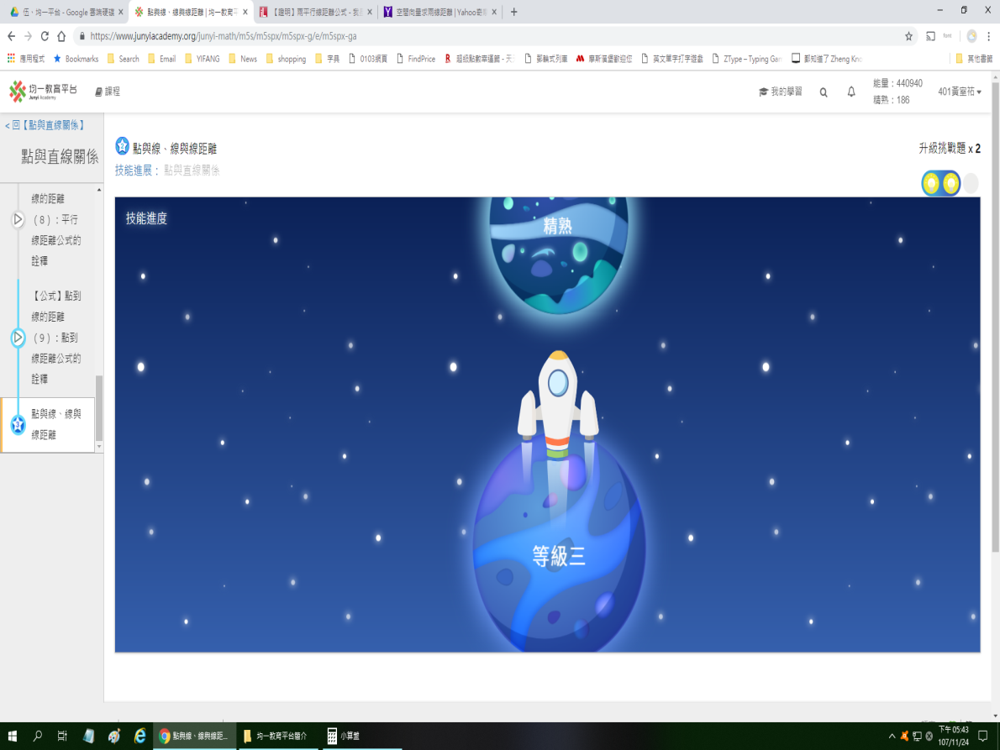 伍、均一平台 - Google 雲端硬碟
點與線、線與線距離 | 均一教育平
【證明】兩平行線距離公式 - 我
空間向量求兩線距離 | Yahoo奇
https://www.junyiacademy.org/junyi-math/m5s/m5spx/m5spx-g/e/m5spx-ga
應用程式 Bookmarks Search Email YIFANG News shopping 字典 0103網頁 FindPrice 超級點數幸運籤 - 天 郵輪式列車 摩斯漢堡歡迎您 英文單字打字遊戲 ZType – Typing Gan 鄭知道了 Zheng Kno 其他書籤
均一教育平台
Junyi Academy
課程
我的學習
能量：440940
精熟：186
401黃室祐
< 回【點與直線關係】
點與直線關係
線的距離
（8）：平行
線距離公式的
詮釋
【公式】點到
線的距離
（9）：點到
線距離公式的
詮釋
點與線、線與
線距離
點與線、線與線距離
技能進展： 點與直線關係
升級挑戰題 x 2
技能進度
精熟
等級三
點與線、線與線距...
均一教育平台簡介
小算盤
下午 05:43
107/11/24